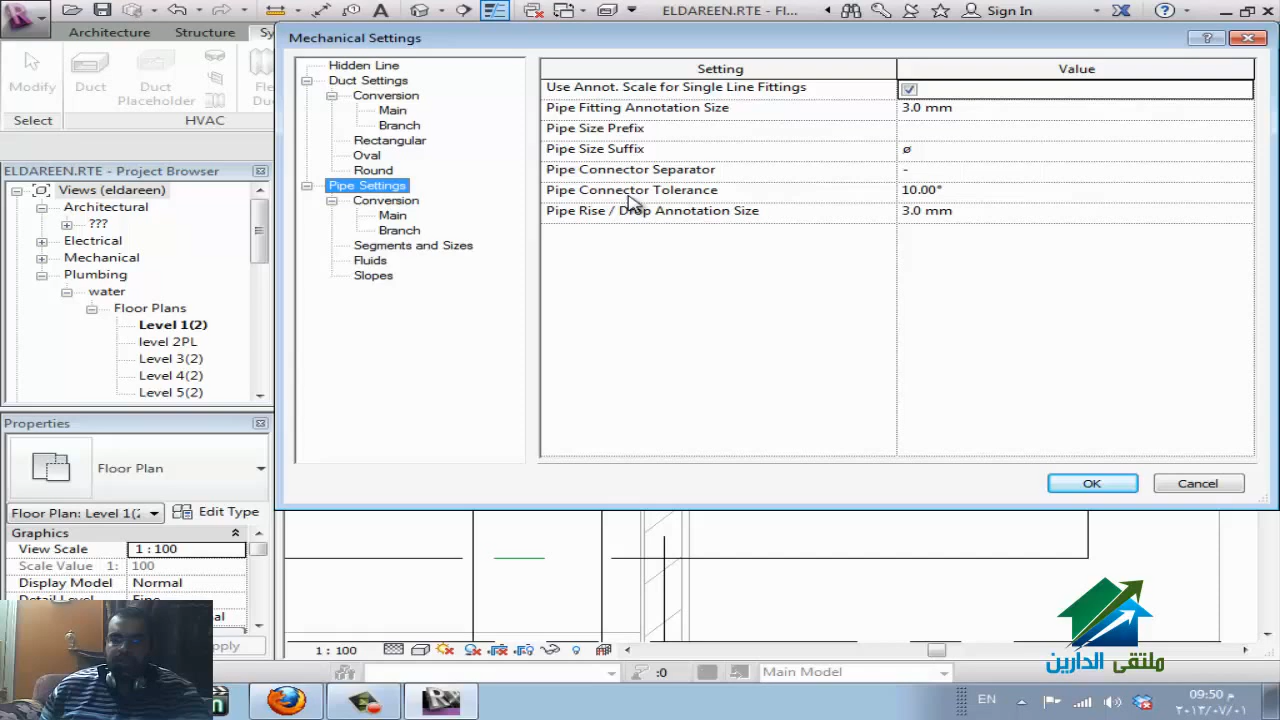 ELDAREEN.RTE - FI...
Sign In
Architecture
Structure
Sy
Modify
Duct
Duct
Placeholder
Fle
Du
Select
HVAC
ELDAREEN.RTE - Project Browser
Views (eldareen)
Architectural
???
Electrical
Mechanical
Plumbing
water
Floor Plans
Level 1(2)
level 2PL
Level 3(2)
Level 4(2)
Level 5(2)
Properties
Floor Plan
Floor Plan: Level 1(2
Edit Type
Graphics
View Scale
1 : 100
Scale Value 1:
100
Display Model
Normal
Mechanical Settings
Hidden Line
Duct Settings
Conversion
Main
Branch
Rectangular
Oval
Round
Pipe Settings
Conversion
Main
Branch
Segments and Sizes
Fluids
Slopes
Setting
Value
Use Annot. Scale for Single Line Fittings
Pipe Fitting Annotation Size
3.0 mm
Pipe Size Prefix
Pipe Size Suffix
ø
Pipe Connector Separator
-
Pipe Connector Tolerance
10.00°
Pipe Rise / Drop Annotation Size
3.0 mm
OK
Cancel
1 : 100
:0
Main Model
ملتقى الدارين
EN
09:50 م
٢٠١٣/٠٧/٠١